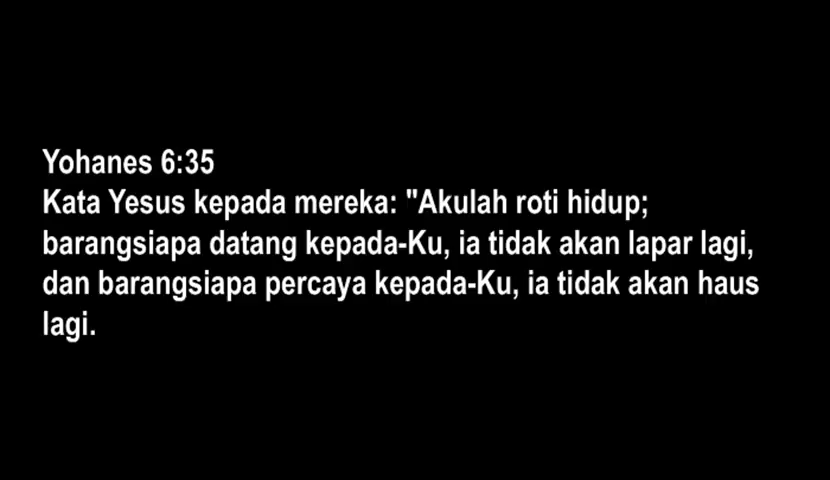 Yohanes 6:35
Kata Yesus kepada mereka: "Akulah roti hidup;
barangsiapa datang kepada-Ku, ia tidak akan lapar lagi,
dan barangsiapa percaya kepada-Ku, ia tidak akan haus
lagi.